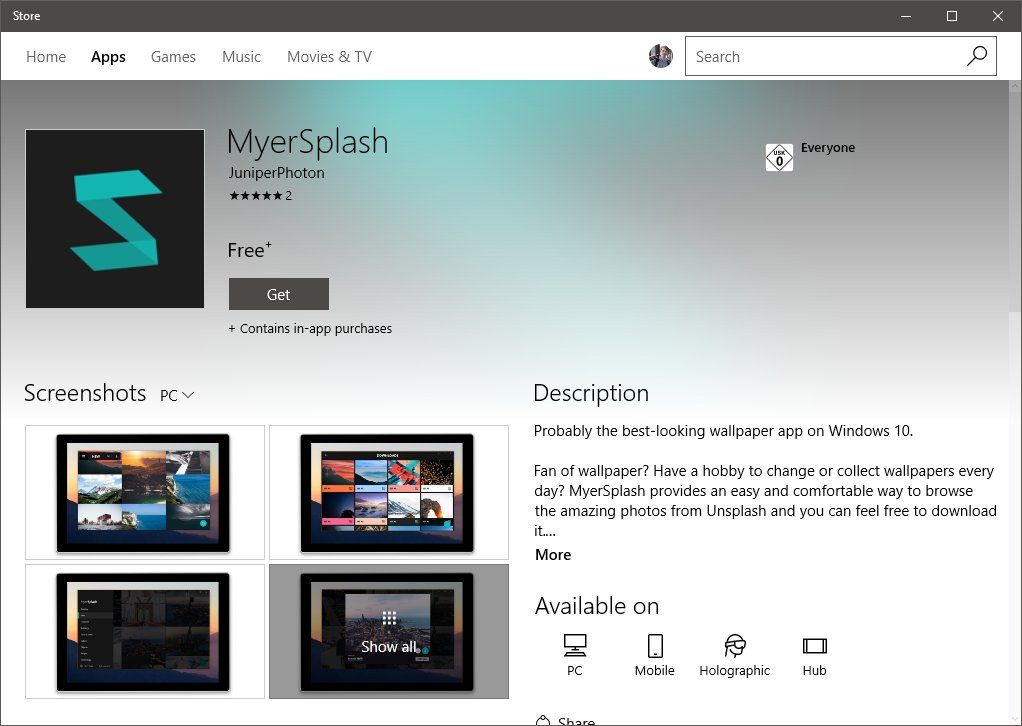 Store
Home Apps Games Music Movies & TV
Search
MyerSplash
JuniperPhoton
★★★★★ 2
USK
0
Everyone
Free+
Get
+ Contains in-app purchases
Screenshots PC
NEW
DOWNLOADS
MyerSplash
Show all
Description
Probably the best-looking wallpaper app on Windows 10.
Fan of wallpaper? Have a hobby to change or collect wallpapers every
day? MyerSplash provides an easy and comfortable way to browse
the amazing photos from Unsplash and you can feel free to download
it....
More
Available on
PC Mobile Holographic Hub
Share